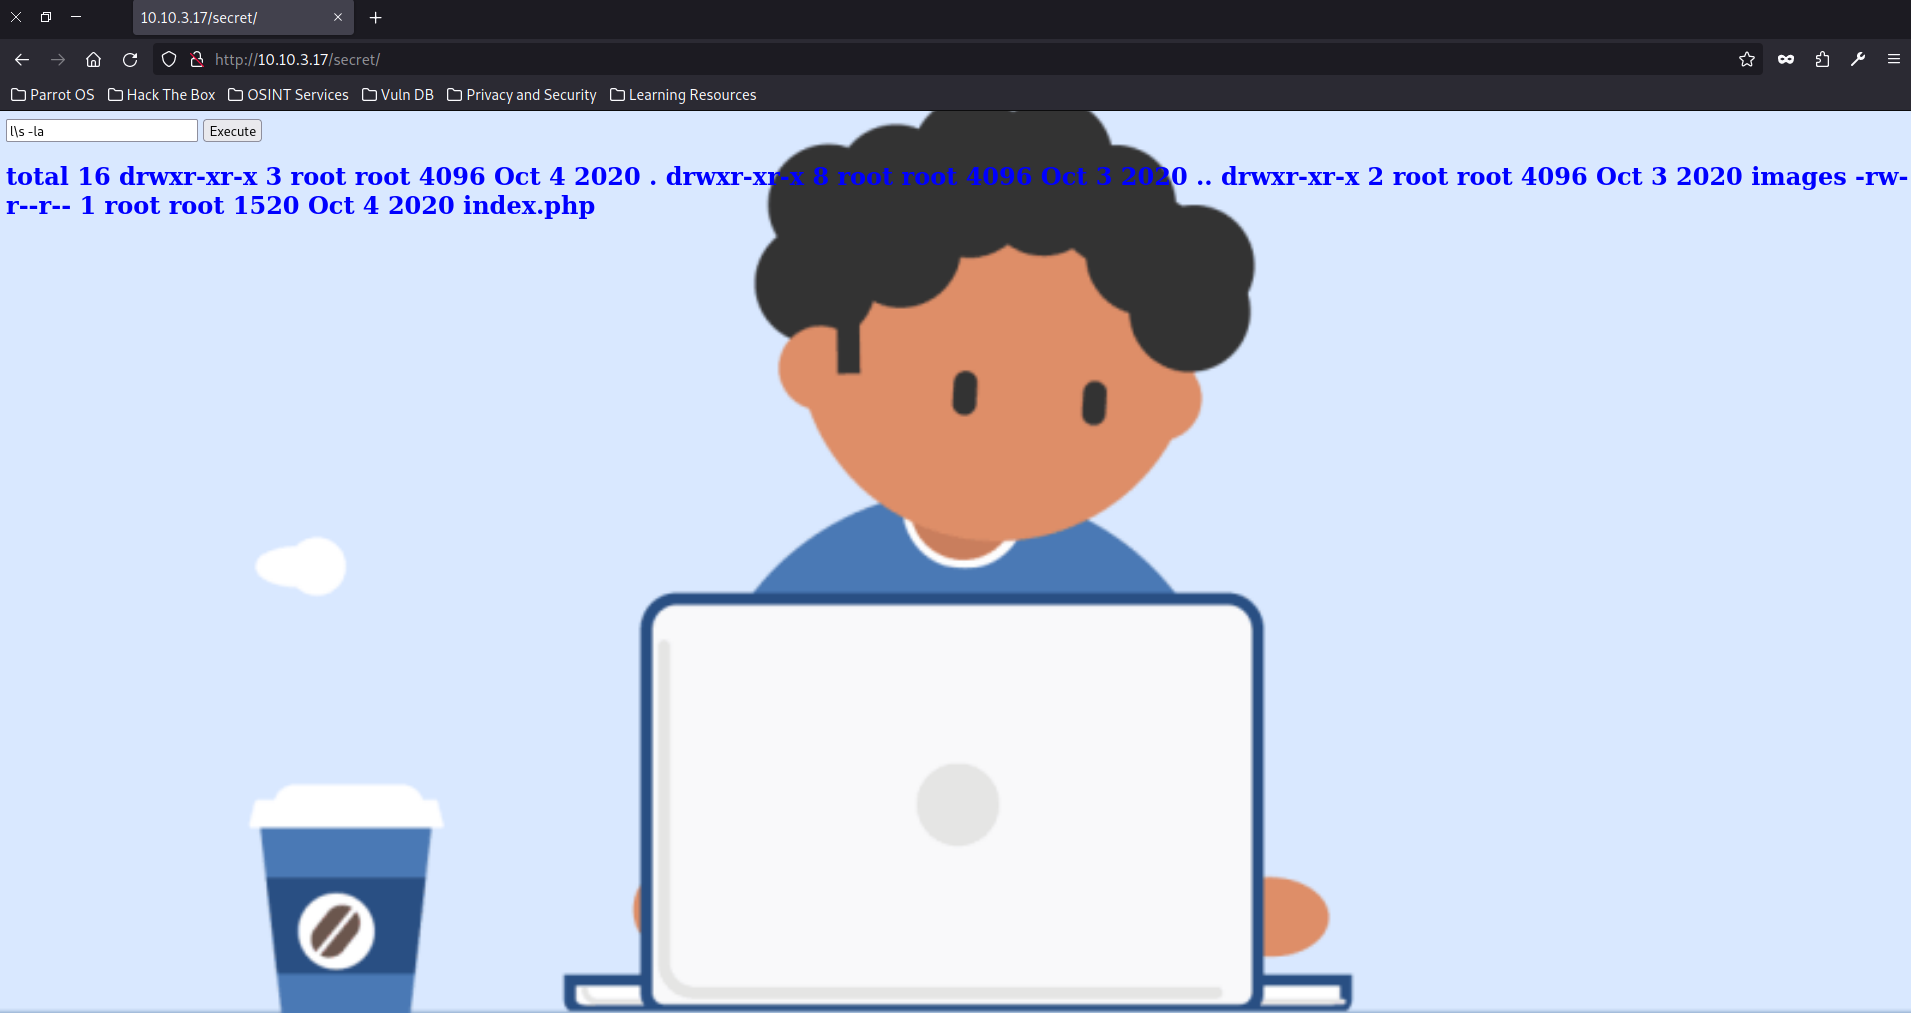 10.10.3.17/secret/
http://10.10.3.17/secret/
Parrot OS Hack The Box OSINT Services Vuln DB Privacy and Security Learning Resources
l\s -la Execute
total 16 drwxr-xr-x 3 root root 4096 Oct 4 2020 . drwxr-xr-x 8 root root 4096 Oct 3 2020 .. drwxr-xr-x 2 root root 4096 Oct 3 2020 images -rw-
r--r-- 1 root root 1520 Oct 4 2020 index.php